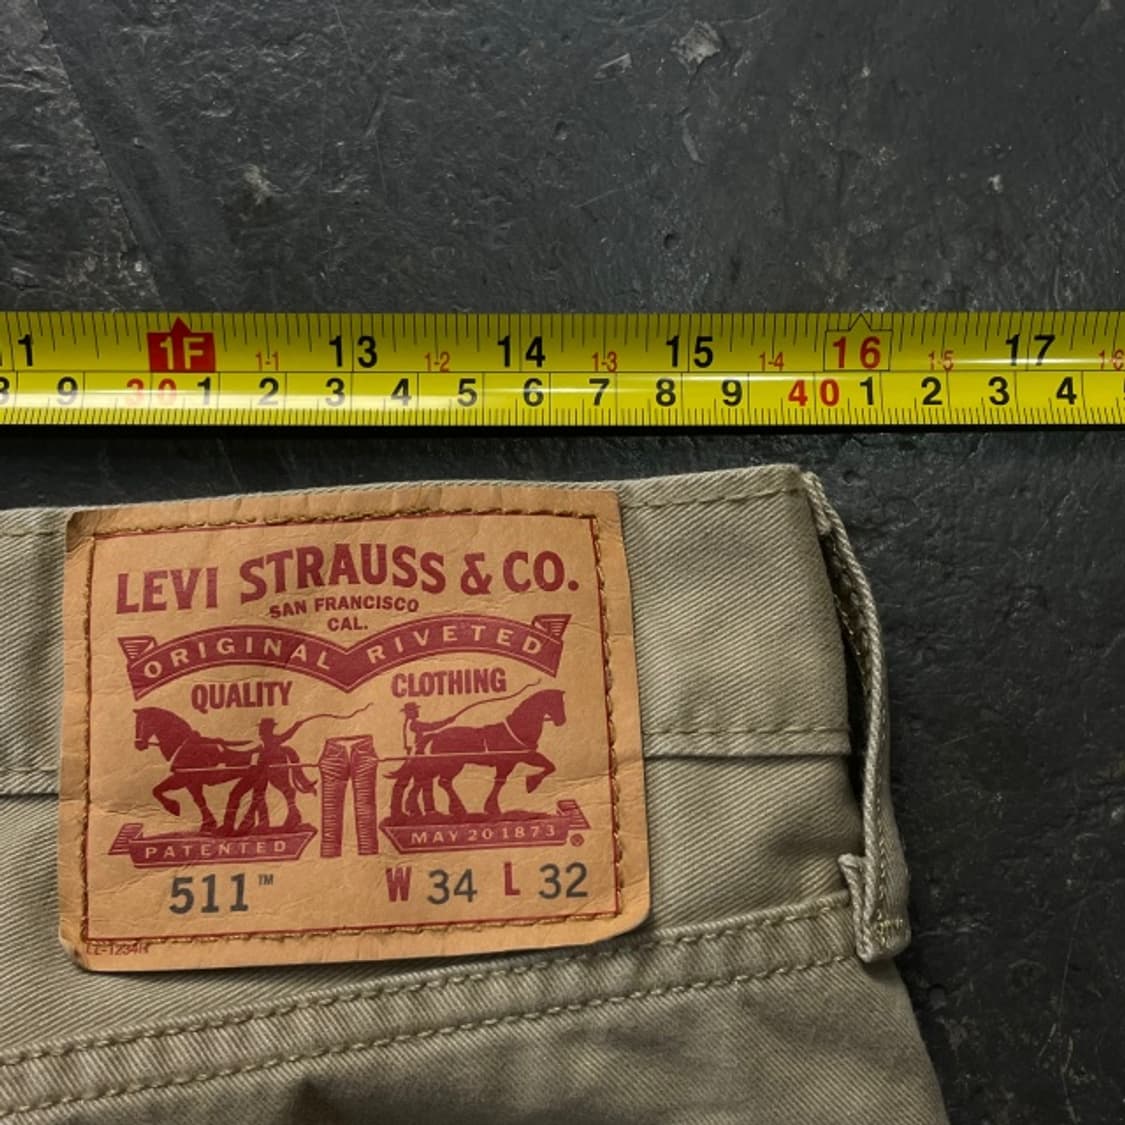 11 1F 1-1 13 1-2 14 1-3 15 1-4 16 1-5 17 1-6
8 9 30 1 2 3 4 5 6 7 8 9 40 1 2 3 4
LEVI STRAUSS & CO.
SAN FRANCISCO
CAL.
ORIGINAL RIVETED
QUALITY CLOTHING
PATENTED MAY 20 1873 ®
511™ W 34 L 32